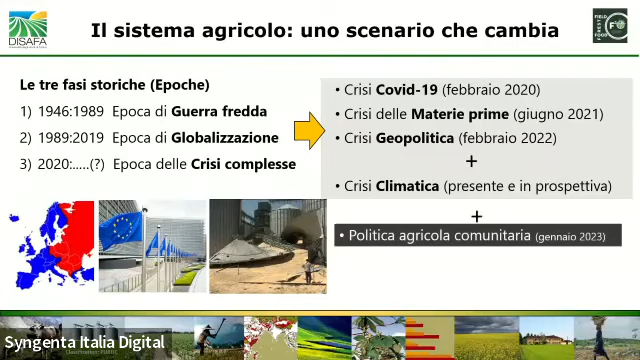 DISAFA
Il sistema agricolo: uno scenario che cambia
FIELD
FOREST
FOOD
Le tre fasi storiche (Epoche)
1) 1946:1989 Epoca di Guerra fredda
2) 1989:2019 Epoca di Globalizzazione
3) 2020:.....(?) Epoca delle Crisi complesse
• Crisi Covid-19 (febbraio 2020)
• Crisi delle Materie prime (giugno 2021)
• Crisi Geopolitica (febbraio 2022)
+
• Crisi Climatica (presente e in prospettiva)
+
• Politica agricola comunitaria (gennaio 2023)
Syngenta Italia Digital